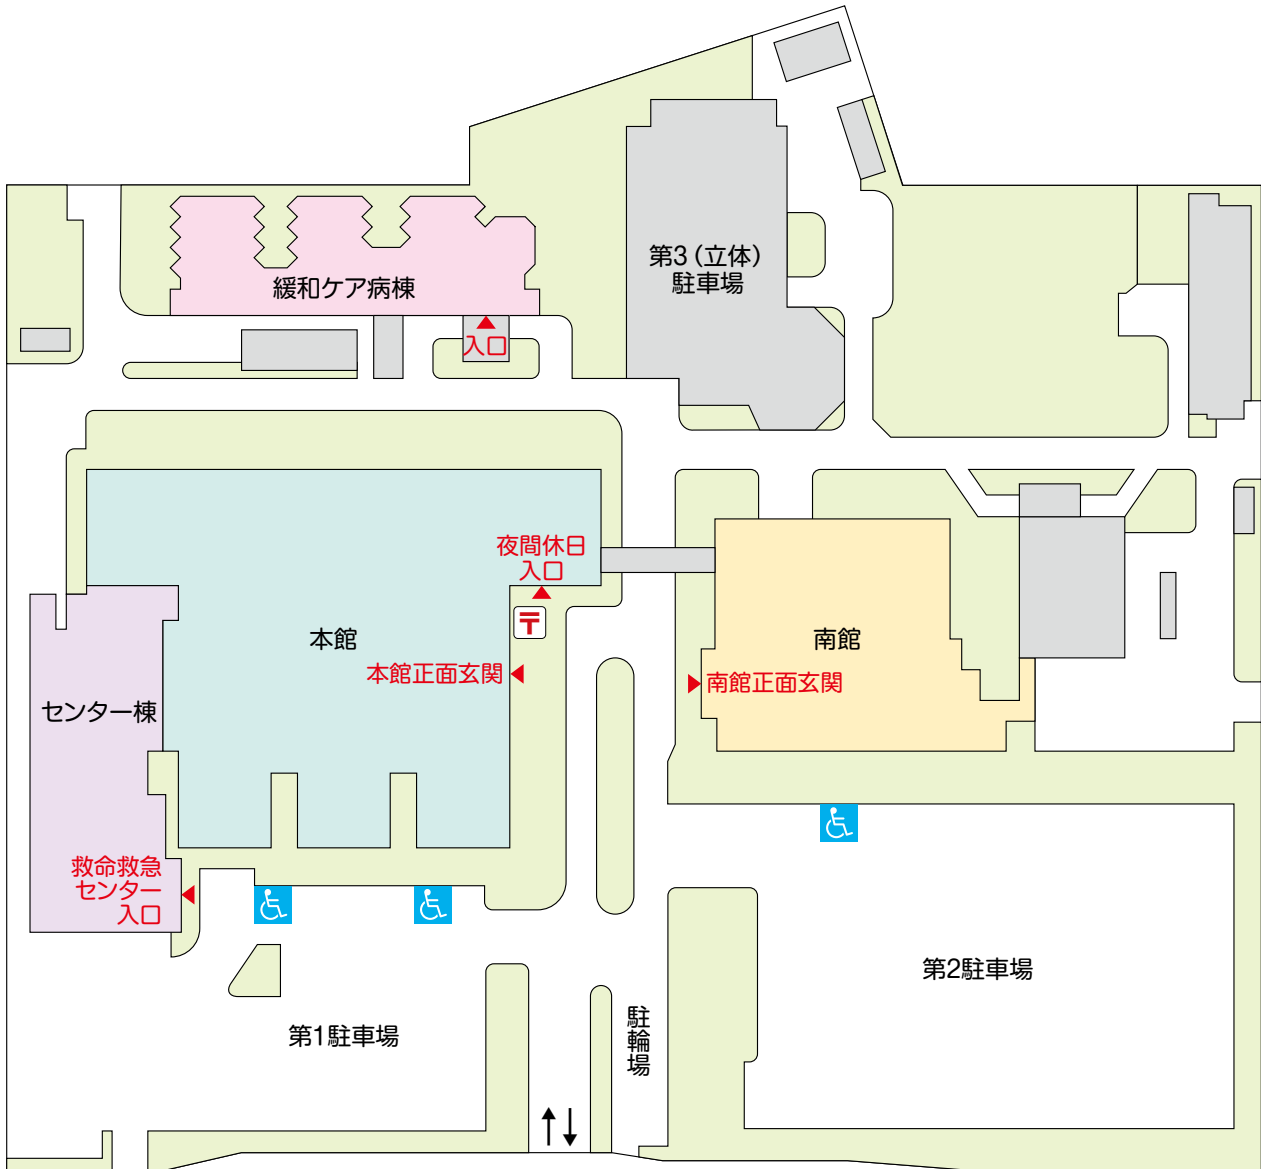 第3（立体）
駐車場
緩和ケア病棟
入口
夜間休日
入口
〒
本館
南館
本館正面玄関
南館正面玄関
センター棟
救命救急
センター
入口
第2駐車場
第1駐車場
駐輪場